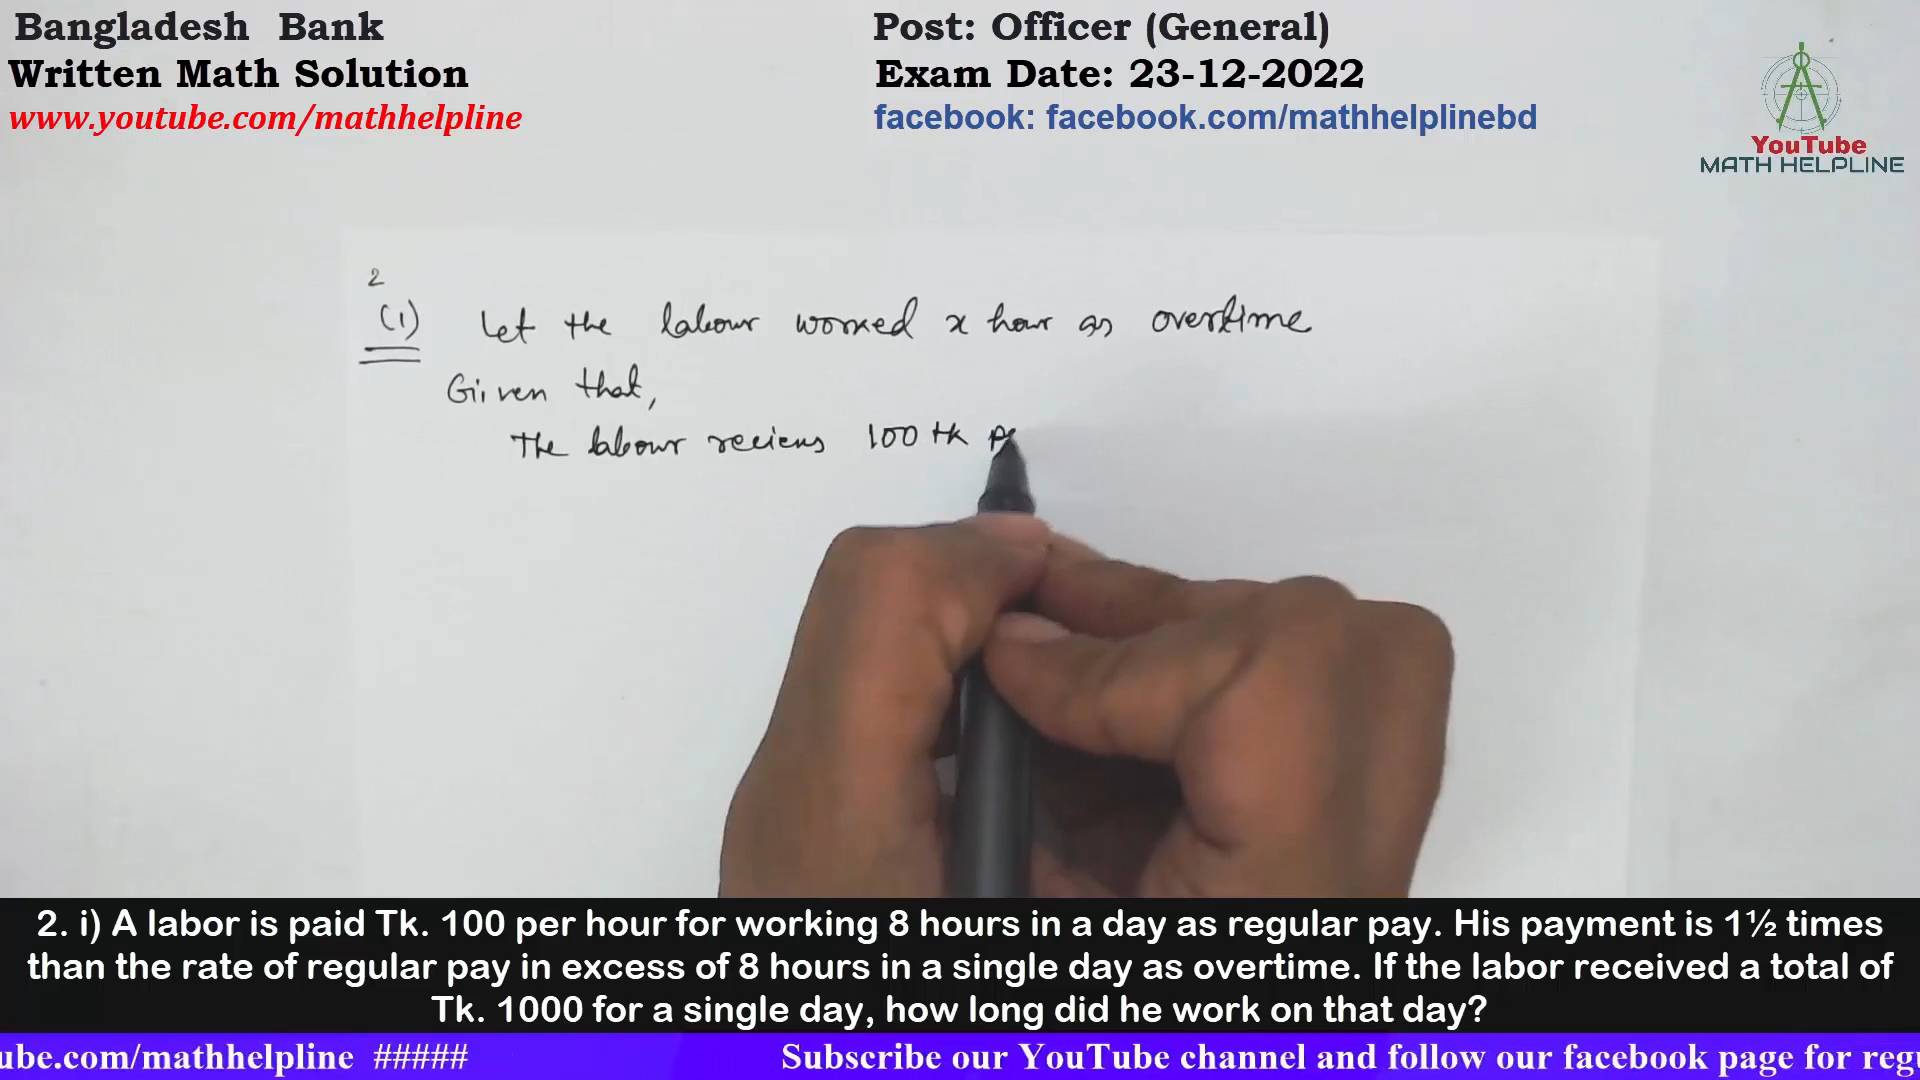 Bangladesh Bank
Written Math Solution
www.youtube.com/mathhelpline
Post: Officer (General)
Exam Date: 23-12-2022
facebook: facebook.com/mathhelplinebd
YouTube
MATH HELPLINE
2
(1) Let the labour worked x hour as overtime
Given that,
The labour 100 tk
2. i) A labor is paid Tk. 100 per hour for working 8 hours in a day as regular pay. His payment is 1½ times
than the rate of regular pay in excess of 8 hours in a single day as overtime. If the labor received a total of
Tk. 1000 for a single day, how long did he work on that day?
ube.com/mathhelpline ##### Subscribe our YouTube channel and follow our facebook page for regu